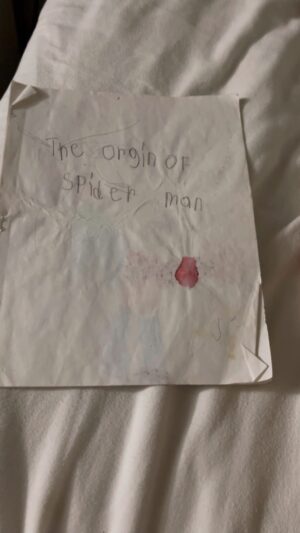 The orgin of
spider man